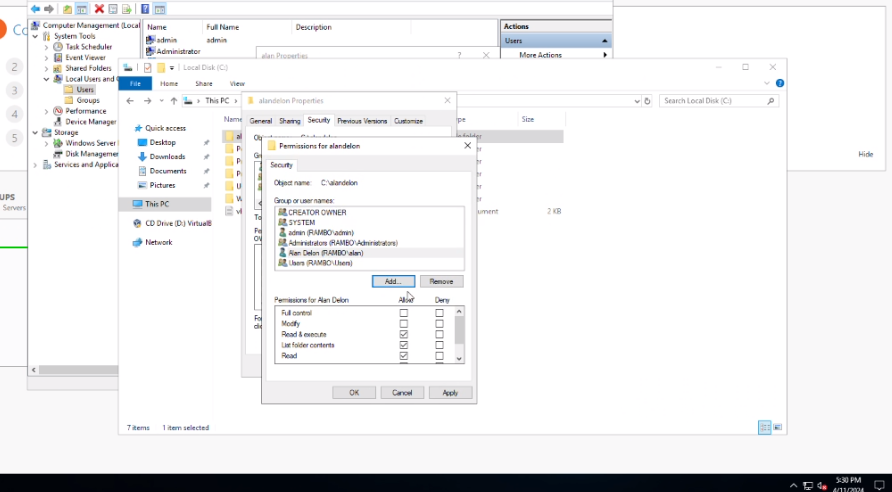 Computer Management (Local
System Tools
Task Scheduler
Event Viewer
Shared Folders
Local Users and
Users
Groups
Performance
Device Manager
Storage
Windows Server
Disk Management
Services and Applica
Name Full Name Description
admin admin
Administrator
Actions
Users
More Actions
Hide
2
3
4
5
UPS
Servers
alan Properties ?
Local Disk (C:)
File Home Share View
This PC
Search Local Disk (C:)
Quick access
Desktop
Downloads
Documents
Pictures
This PC
CD Drive (D:) VirtualB
Network
Size
2 KB
7 items 1 item selected
alandelon Properties
General Sharing Security Previous Versions Customize
Permissions for alandelon
Security
Object name: C:\alandelon
Group or user names:
CREATOR OWNER
SYSTEM
admin (RAMBO\admin)
Administrators (RAMBO\Administrators)
Alan Delon (RAMBO\alan)
Users (RAMBO\Users)
Add... Remove
Permissions for Alan Delon Allow Deny
Full control
Modify
Read & execute
List folder contents
Read
OK Cancel Apply
5:30 PM
4/11/2024